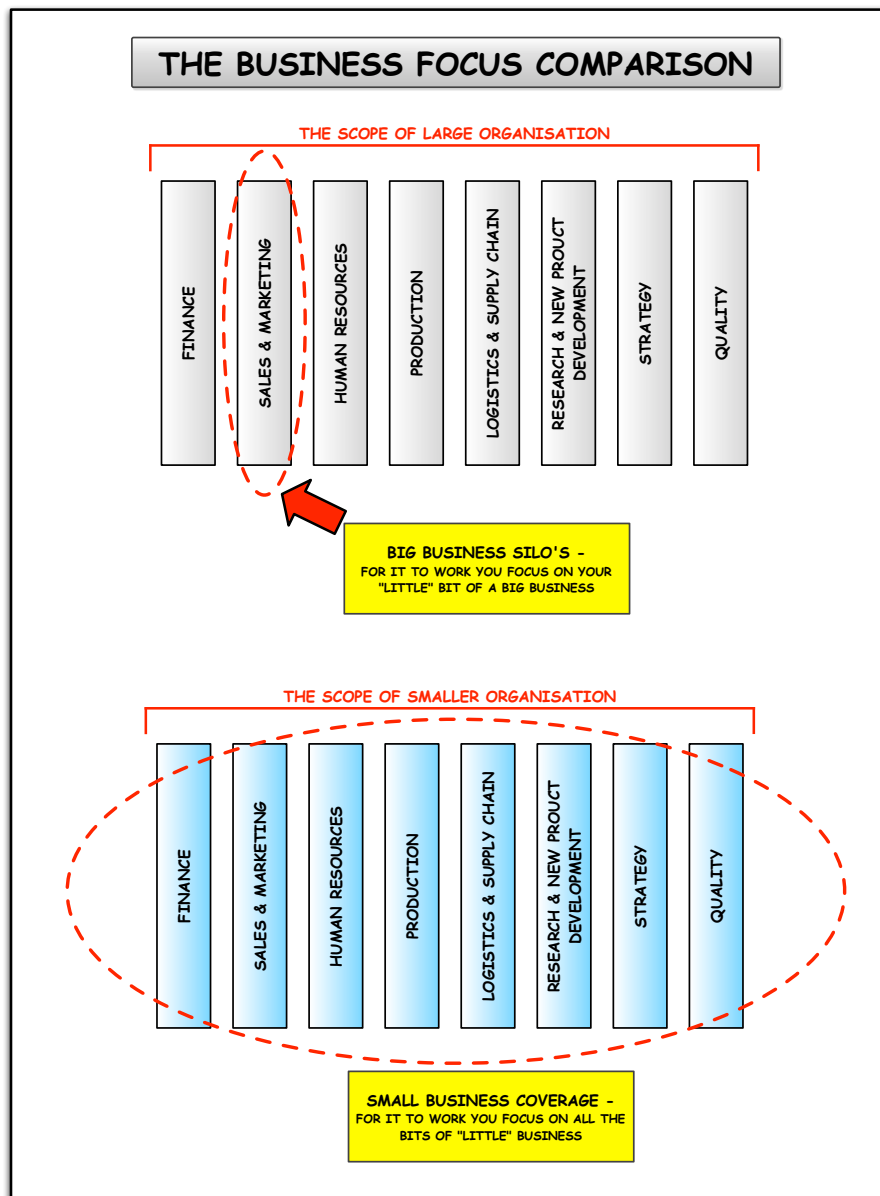 THE BUSINESS FOCUS COMPARISON
THE SCOPE OF LARGE ORGANISATION
FINANCE
SALES & MARKETING
HUMAN RESOURCES
PRODUCTION
LOGISTICS & SUPPLY CHAIN
RESEARCH & NEW PRODUCT
DEVELOPMENT
STRATEGY
QUALITY
BIG BUSINESS SILO'S -
FOR IT TO WORK YOU FOCUS ON YOUR
"LITTLE" BIT OF A BIG BUSINESS
THE SCOPE OF SMALLER ORGANISATION
FINANCE
SALES & MARKETING
HUMAN RESOURCES
PRODUCTION
LOGISTICS & SUPPLY CHAIN
RESEARCH & NEW PROUCT
DEVELOPMENT
STRATEGY
QUALITY
SMALL BUSINESS COVERAGE -
FOR IT TO WORK YOU FOCUS ON ALL THE
BITS OF "LITTLE" BUSINESS